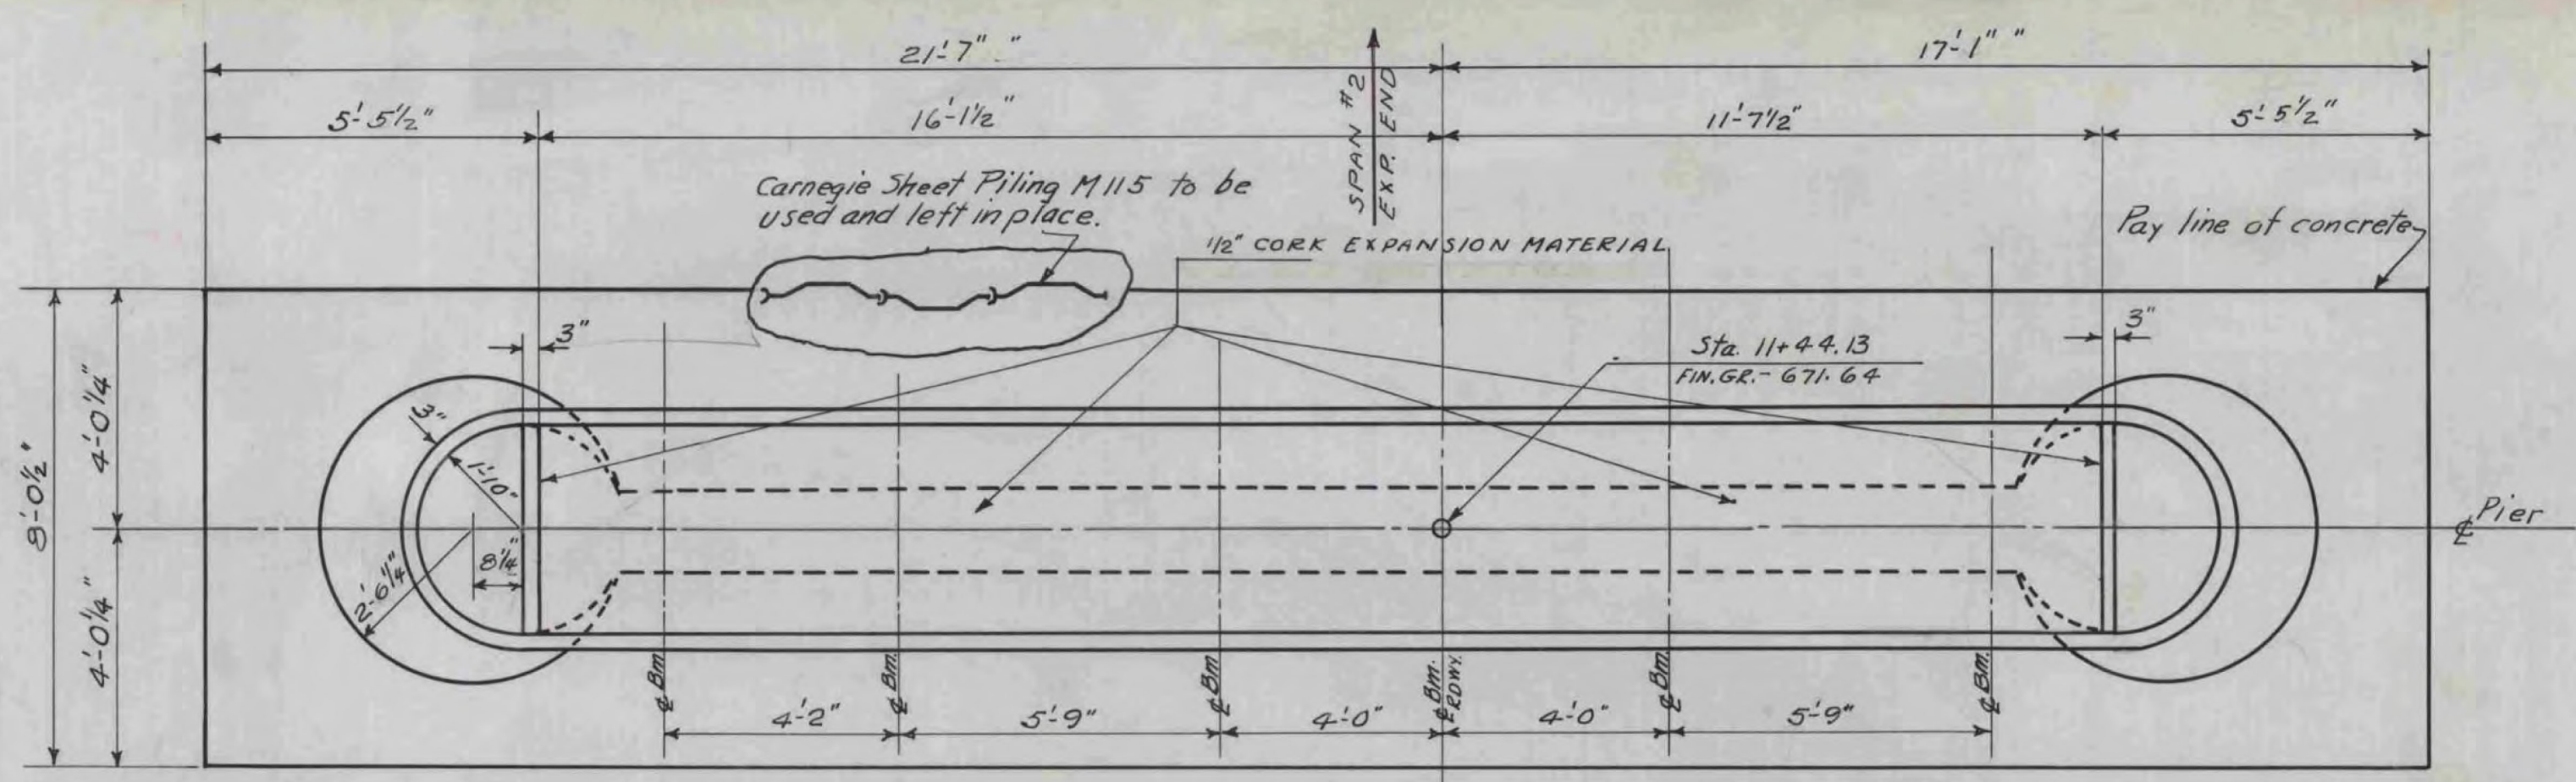 21'-7" "
17'-1" "
5'-5½"
16'-1½"
SPAN #2
EXP. END
11'-7½"
5'-5½"
Carnegie Sheet Piling M115 to be
used and left in place.
½" CORK EXPANSION MATERIAL
Pay line of concrete
3"
3"
Sta. 11+44.13
FIN.GR.- 671.64
8'-0½"
4'-0¼"
4'-0¼"
3"
1'-10"
8¼"
2'-6¼"
℄ Pier
℄ Bm.
℄ Bm.
℄ Bm.
℄ Bm.
℄ RDWY.
℄ Bm.
℄ Bm.
4'-2"
5'-9"
4'-0"
4'-0"
5'-9"